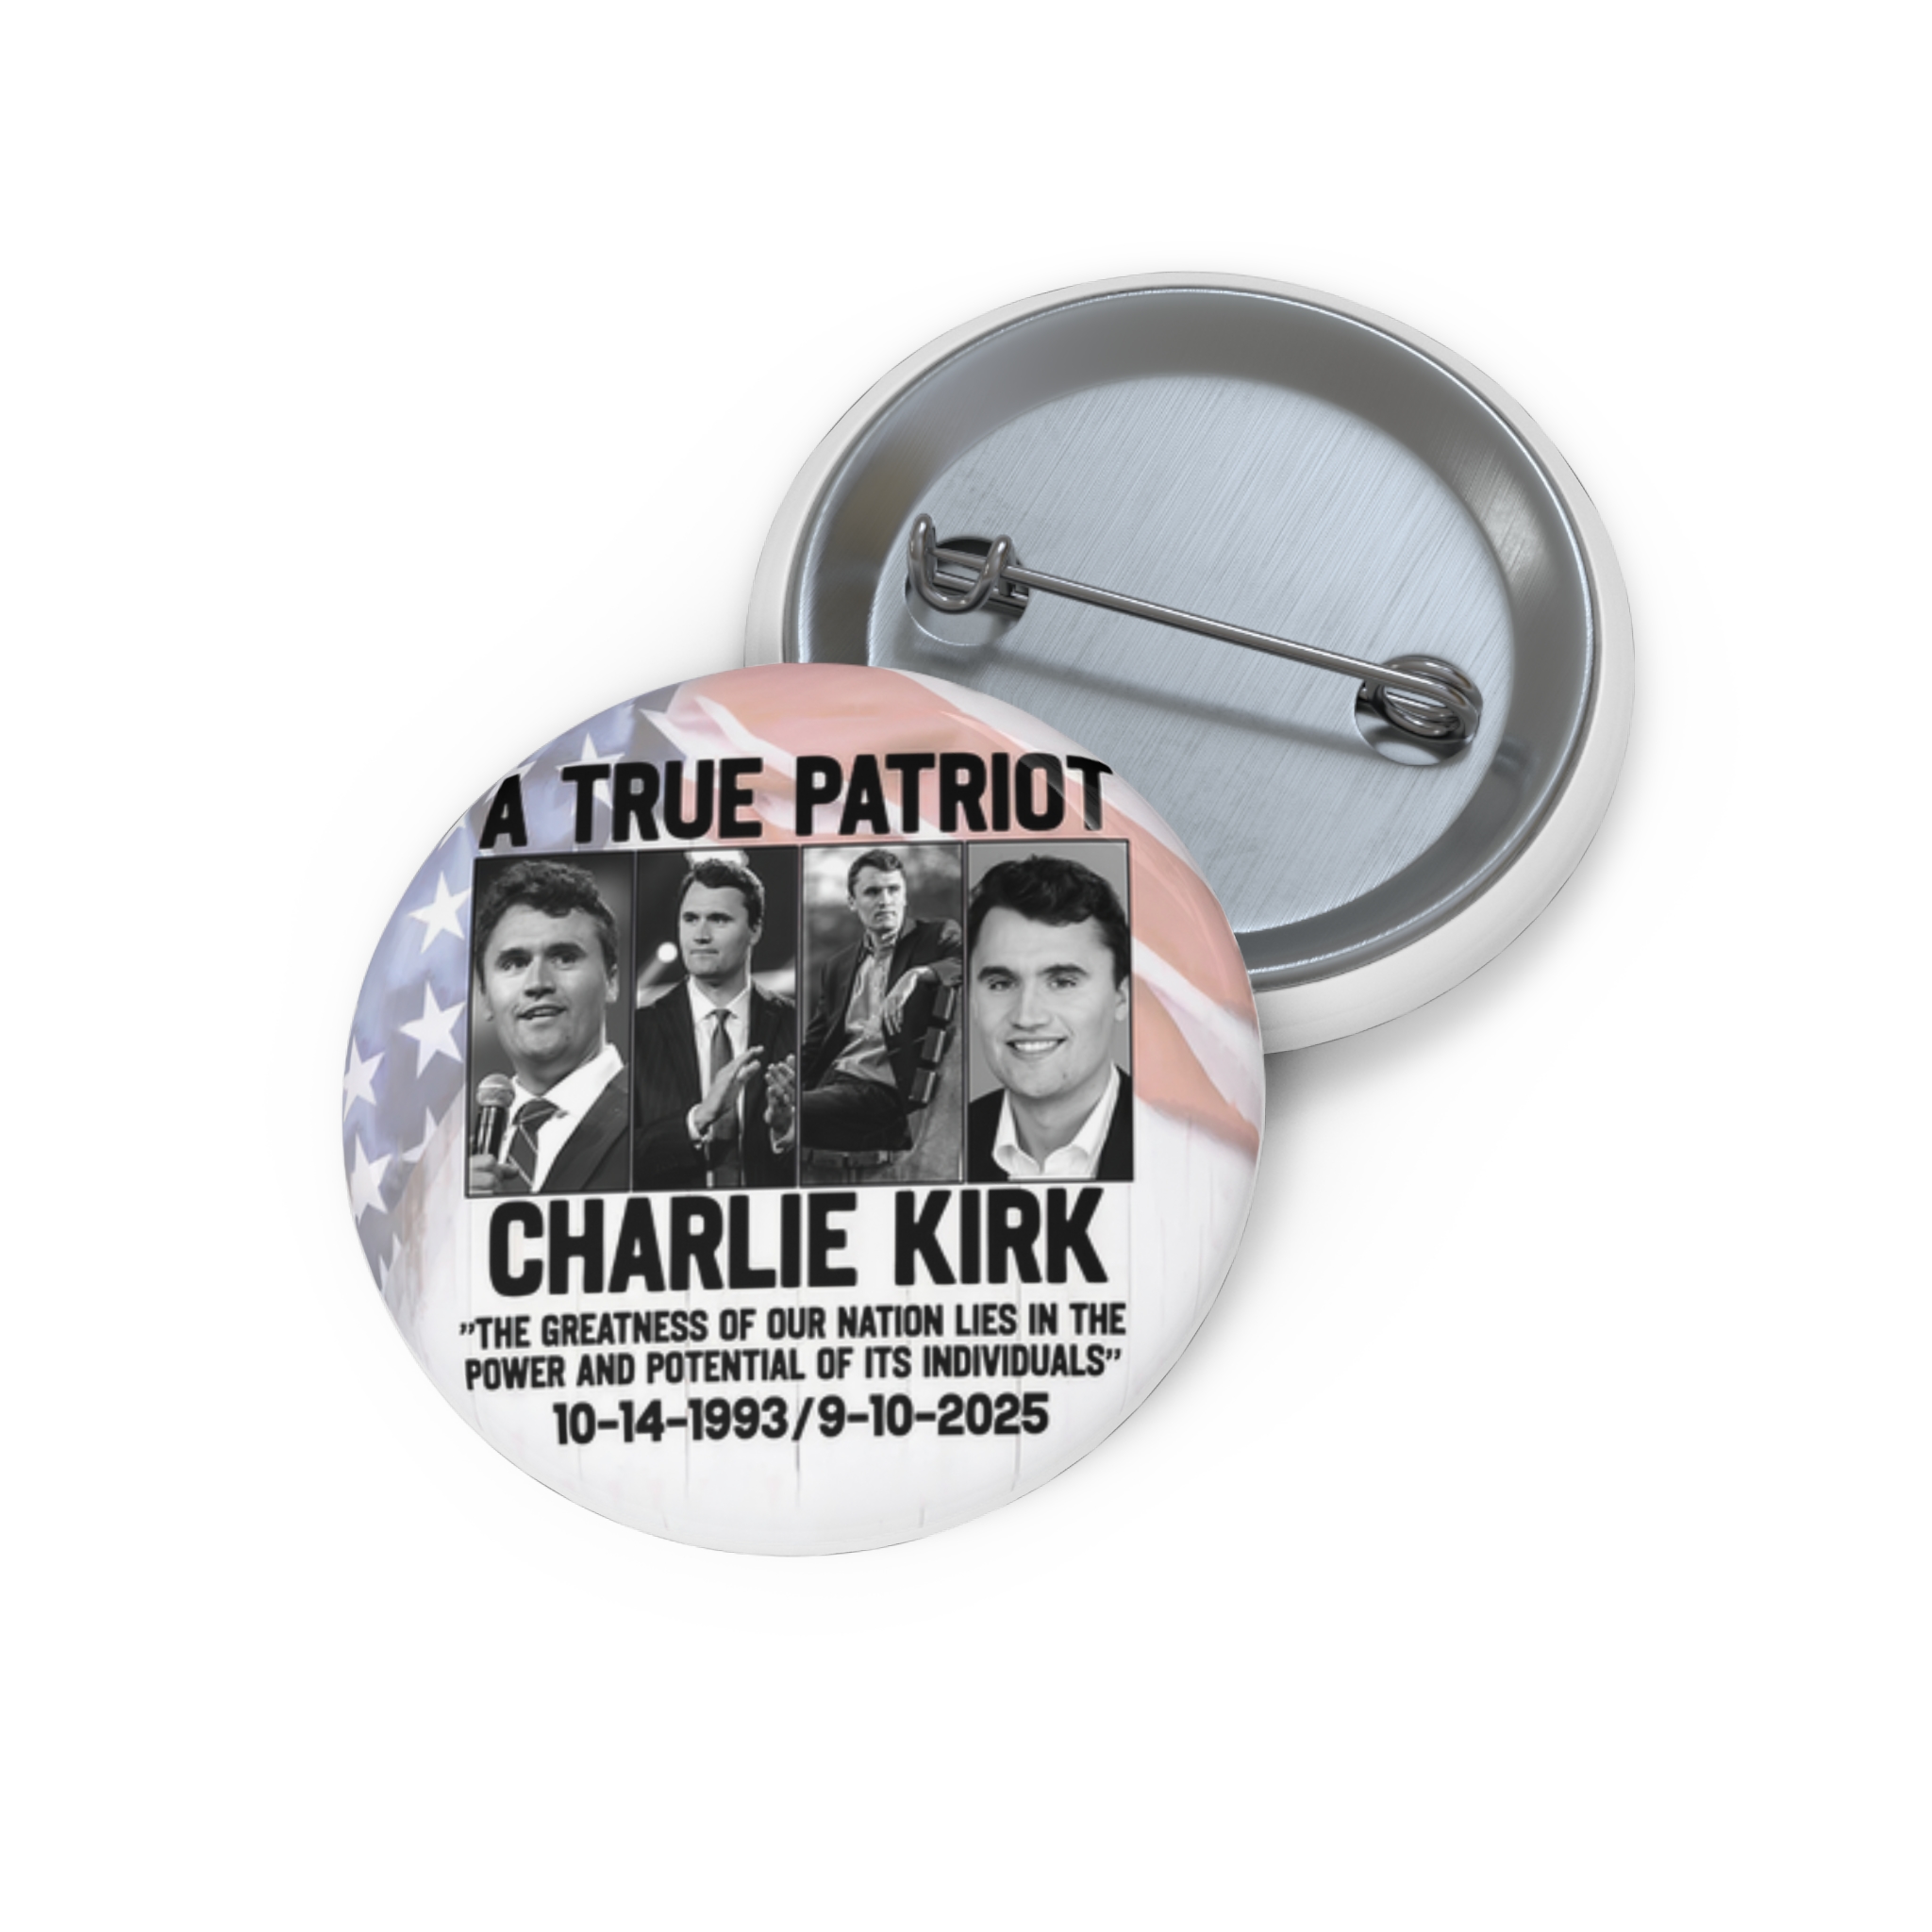 A TRUE PATRIOT
CHARLIE KIRK
”THE GREATNESS OF OUR NATION LIES IN THE
POWER AND POTENTIAL OF ITS INDIVIDUALS”
10-14-1993/9-10-2025